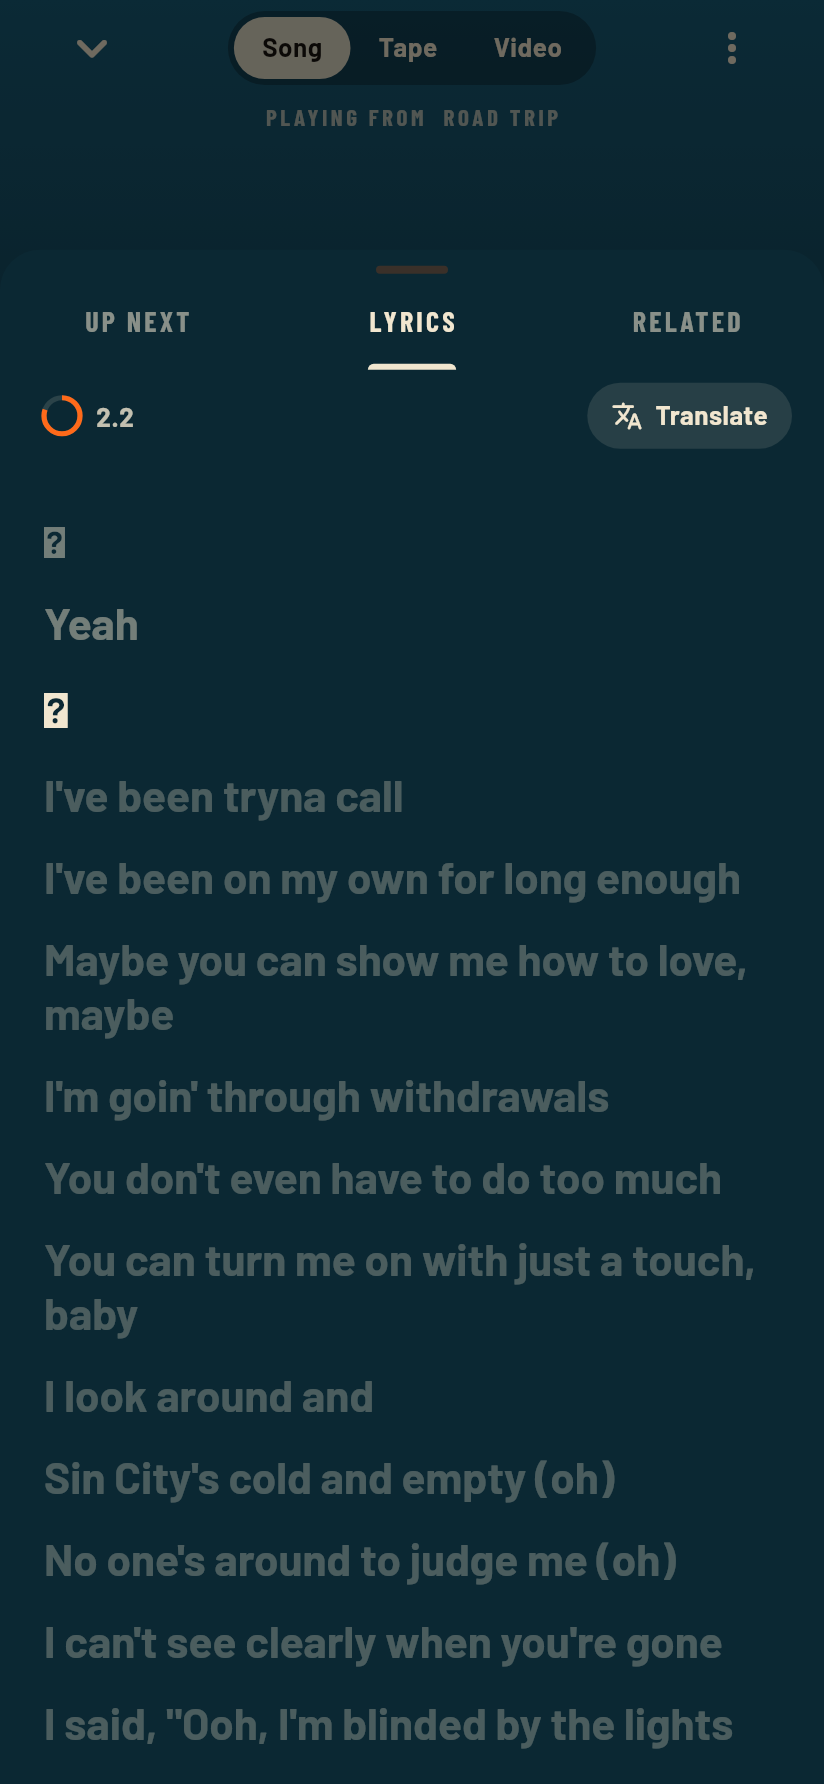 Song Tape Video
PLAYING FROM ROAD TRIP
UP NEXT LYRICS RELATED
2.2 Translate
?
Yeah
?
I've been tryna call
I've been on my own for long enough
Maybe you can show me how to love,
maybe
I'm goin' through withdrawals
You don't even have to do too much
You can turn me on with just a touch,
baby
I look around and
Sin City's cold and empty (oh)
No one's around to judge me (oh)
I can't see clearly when you're gone
I said, "Ooh, I'm blinded by the lights